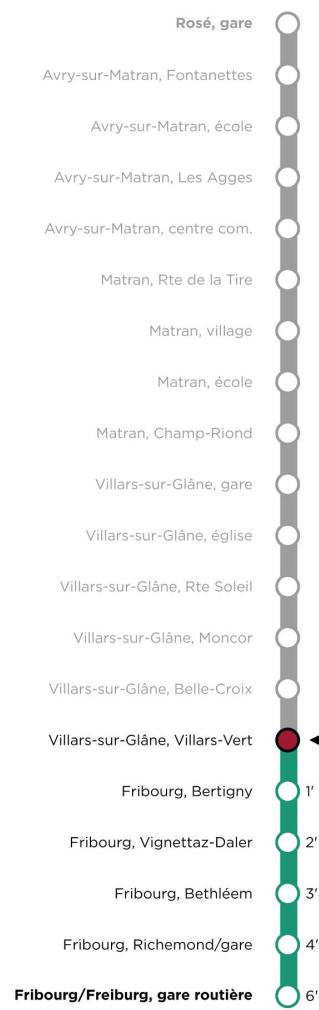 Rosé, gare
Avry-sur-Matran, Fontanettes
Avry-sur-Matran, école
Avry-sur-Matran, Les Agges
Avry-sur-Matran, centre com.
Matran, Rte de la Tire
Matran, village
Matran, école
Matran, Champ-Riond
Villars-sur-Glâne, gare
Villars-sur-Glâne, église
Villars-sur-Glâne, Rte Soleil
Villars-sur-Glâne, Moncor
Villars-sur-Glâne, Belle-Croix
Villars-sur-Glâne, Villars-Vert
Fribourg, Bertigny 1'
Fribourg, Vignettaz-Daler 2'
Fribourg, Bethléem 3'
Fribourg, Richemond/gare 4'
Fribourg/Freiburg, gare routière 6'